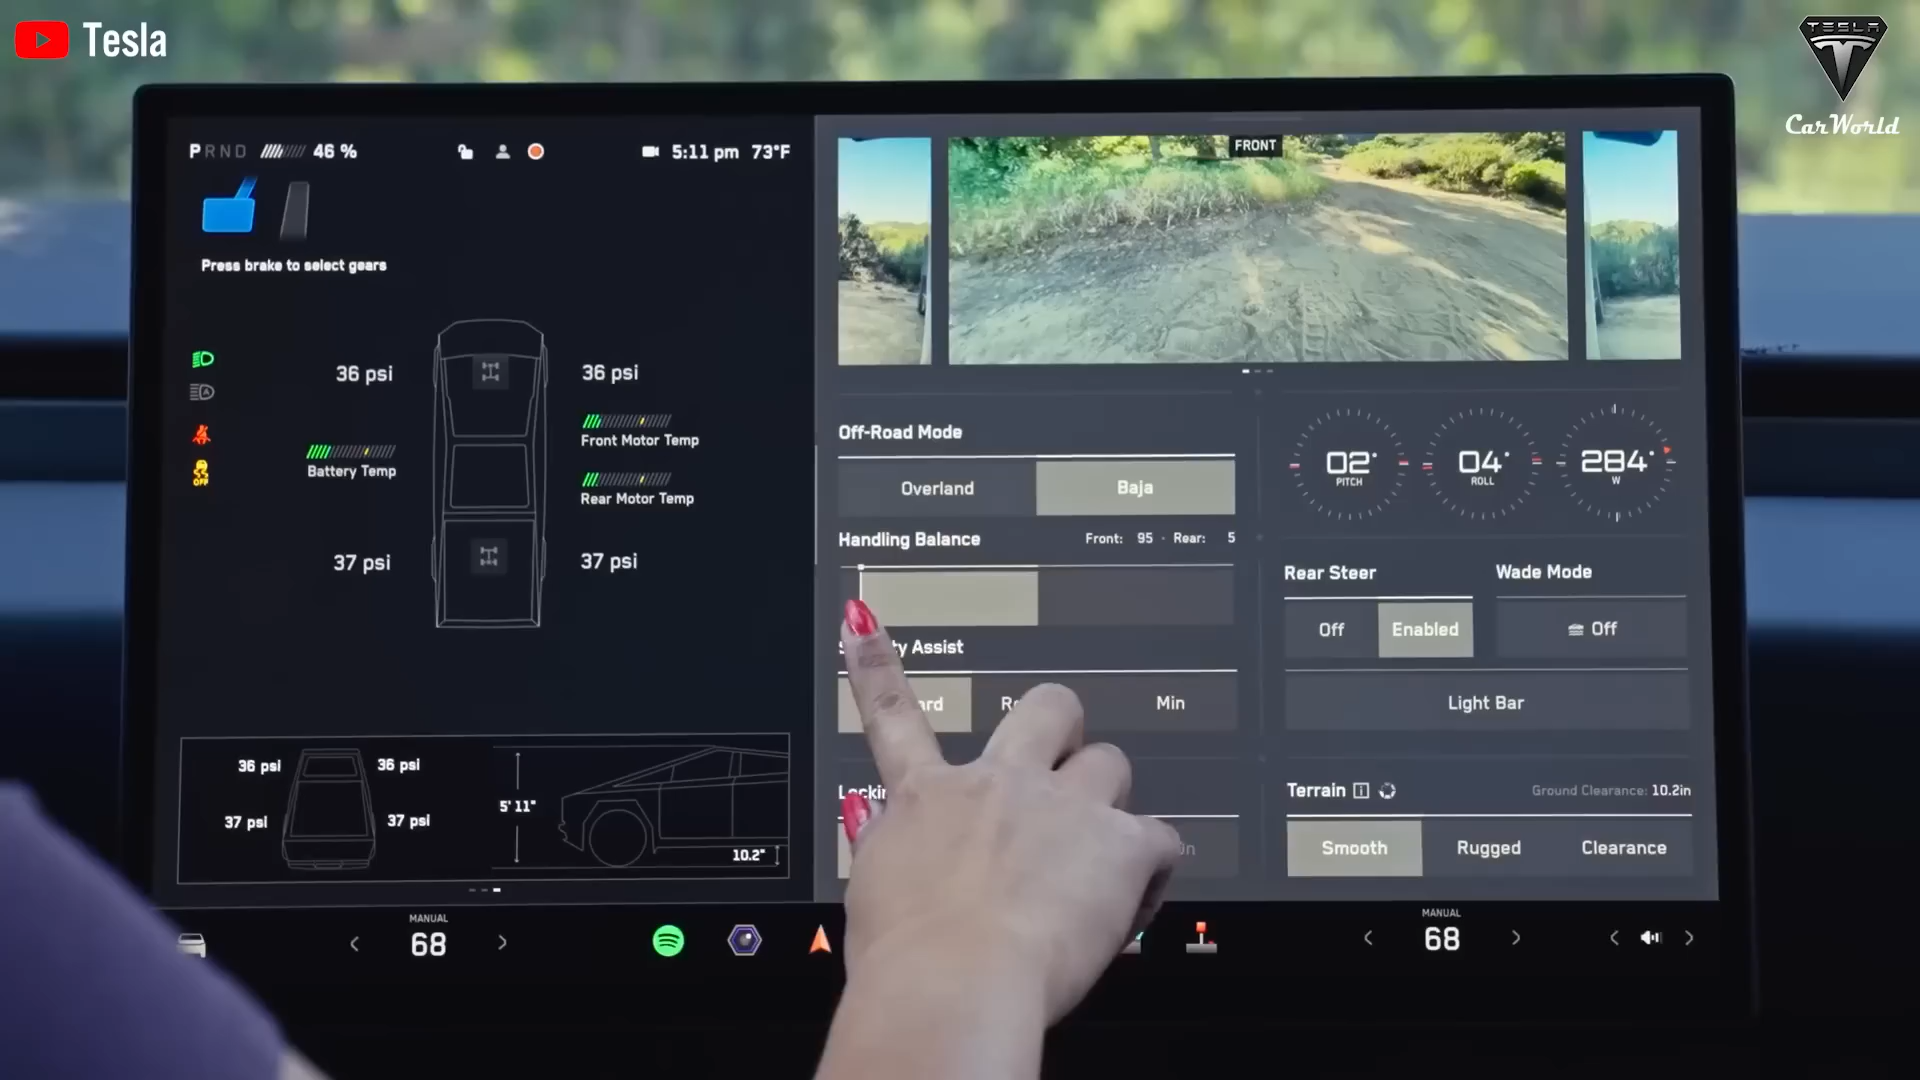 Tesla
TESLA
CarWorld
P R N D 46 %
5:11 pm 73°F
Press brake to select gears
36 psi
36 psi
Front Motor Temp
Battery Temp
Rear Motor Temp
37 psi
37 psi
OFF
36 psi
36 psi
37 psi
37 psi
5' 11"
10.2"
FRONT
Off-Road Mode
Overland
Baja
Handling Balance
Front: 95 - Rear: 5
Assist
Min
02°
PITCH
04°
ROLL
284°
W
Rear Steer
Off
Enabled
Wade Mode
Off
Light Bar
Terrain
Ground Clearance: 10.2in
Smooth
Rugged
Clearance
MANUAL
68
MANUAL
68